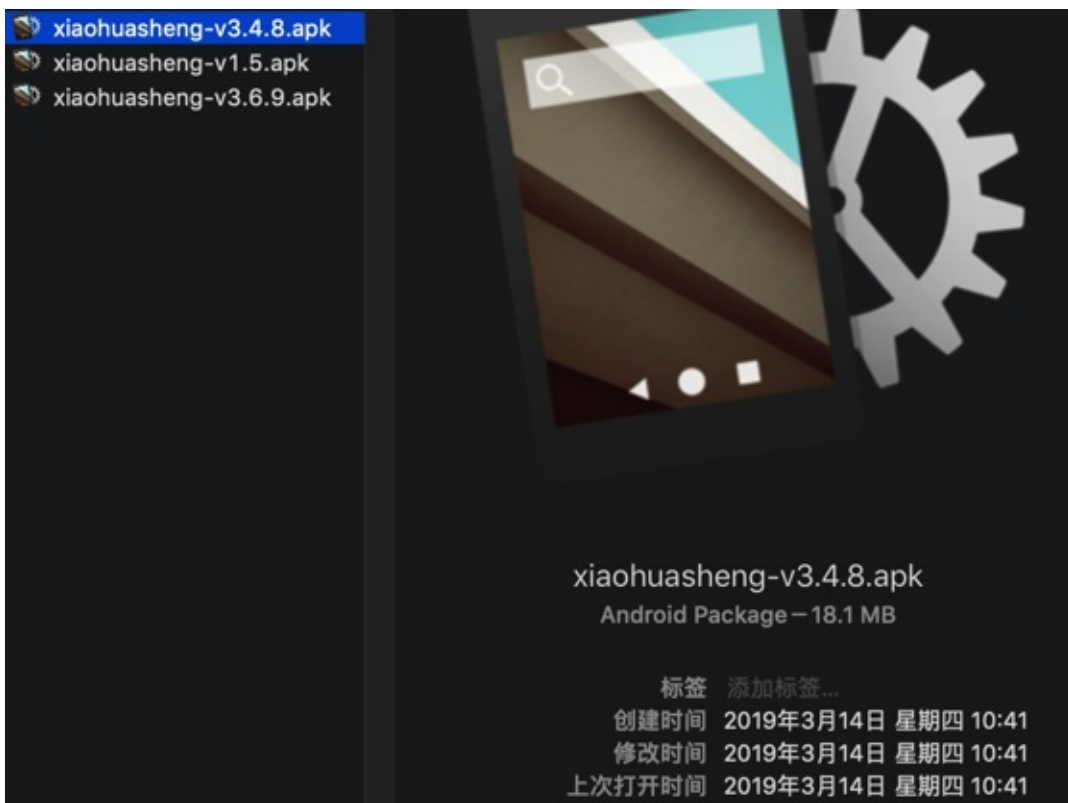 xiaohuasheng-v3.4.8.apk
xiaohuasheng-v1.5.apk
xiaohuasheng-v3.6.9.apk
xiaohuasheng-v3.4.8.apk
Android Package — 18.1 MB
标签 添加标签...
创建时间 2019年3月14日 星期四 10:41
修改时间 2019年3月14日 星期四 10:41
上次打开时间 2019年3月14日 星期四 10:41